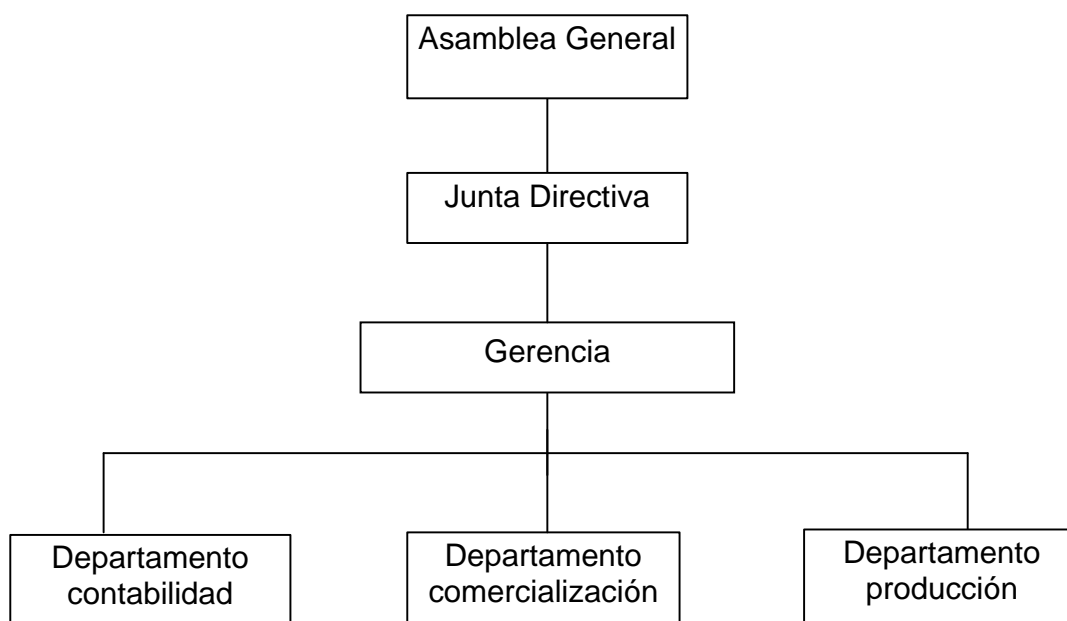 Asamblea General
Junta Directiva
Gerencia
Departamento
contabilidad
Departamento
comercialización
Departamento
producción